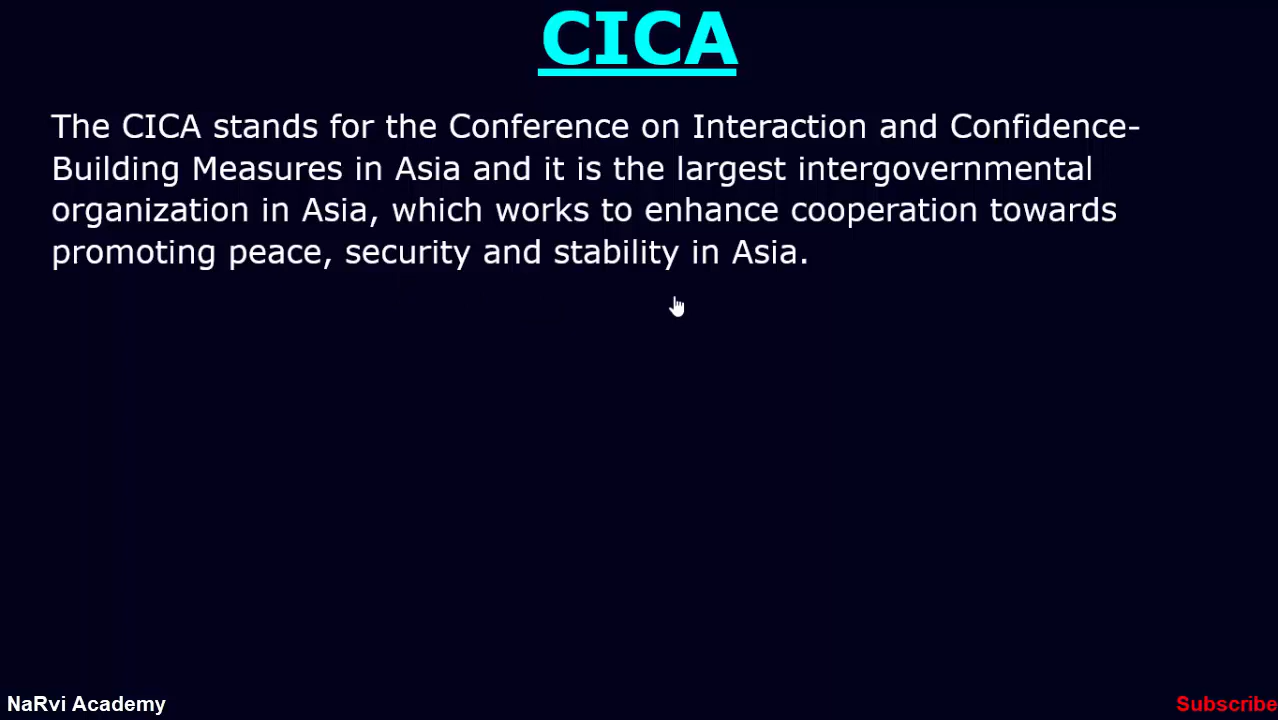 CICA
The CICA stands for the Conference on Interaction and Confidence-
Building Measures in Asia and it is the largest intergovernmental
organization in Asia, which works to enhance cooperation towards
promoting peace, security and stability in Asia.
NaRvi Academy
Subscribe